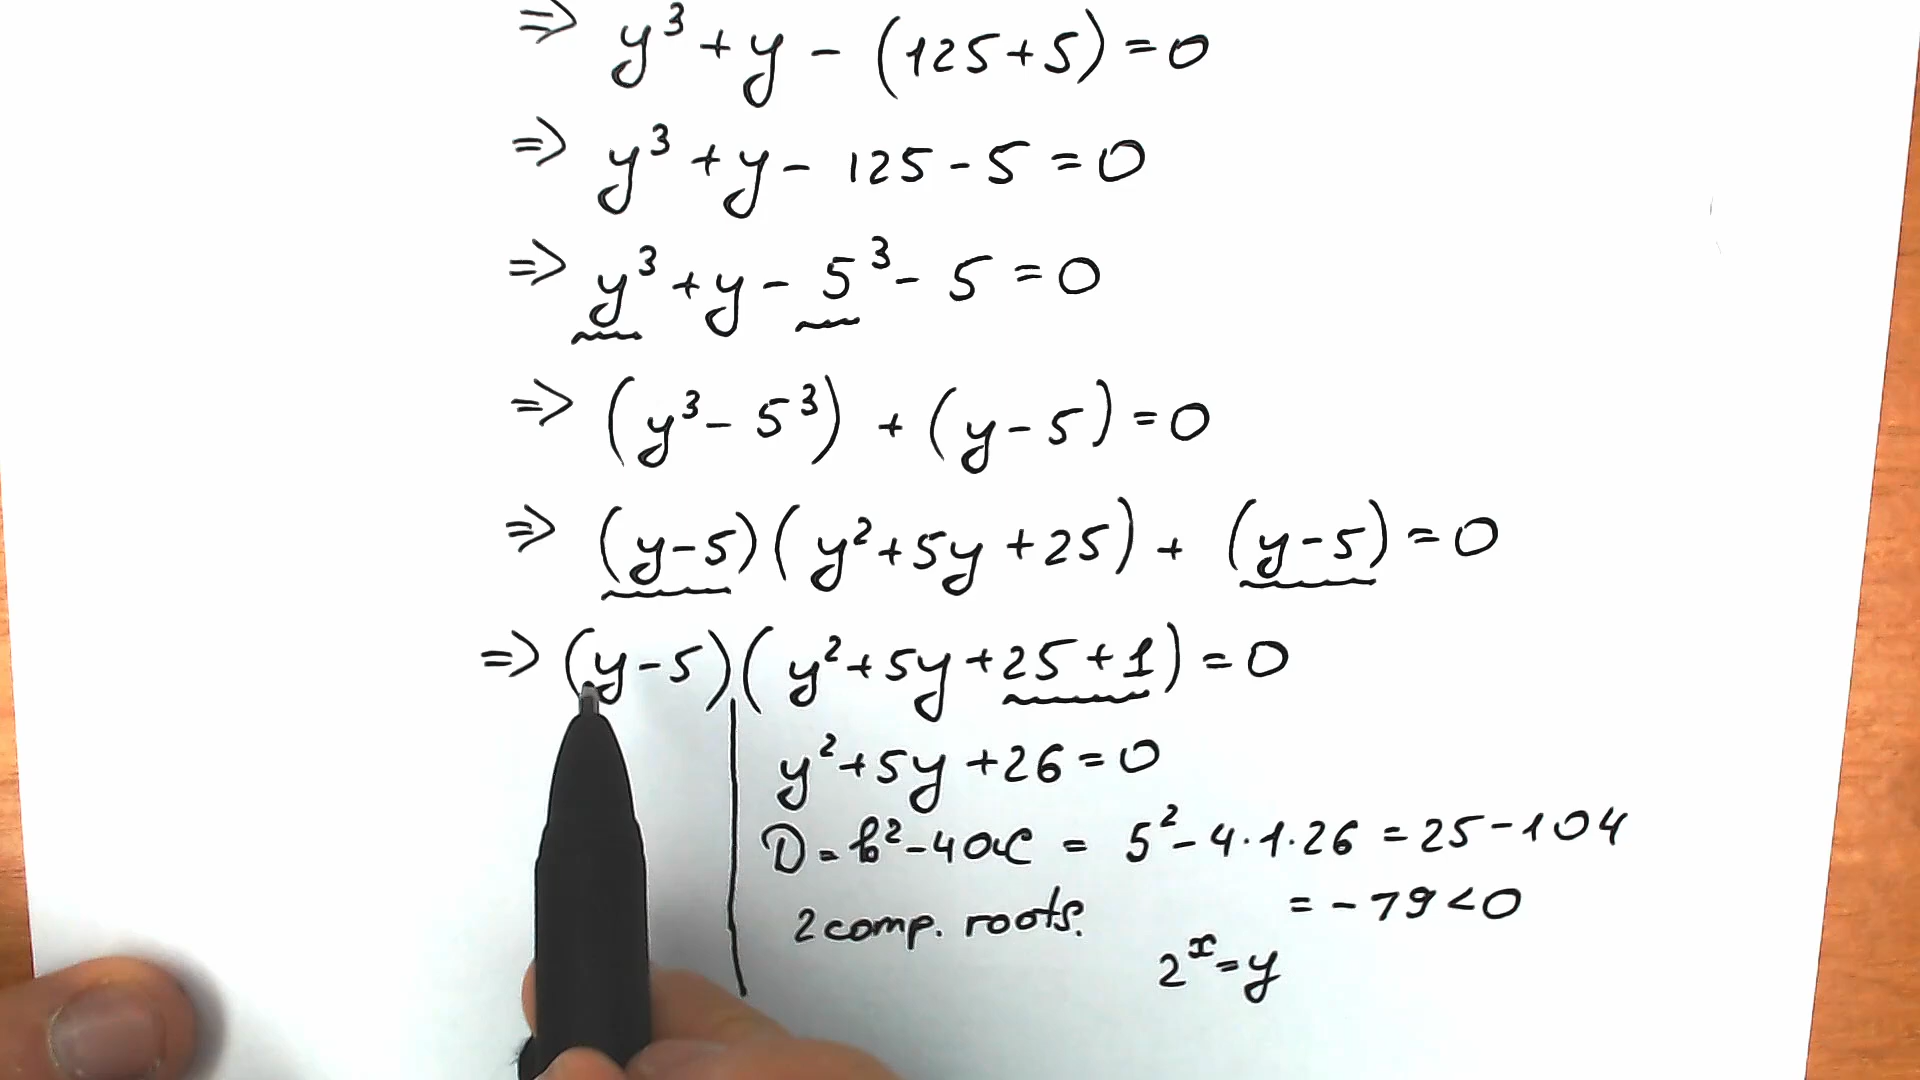 ⇒ y³ + y - (125 + 5) = 0
⇒ y³ + y - 125 - 5 = 0
⇒ y³ + y - 5³ - 5 = 0
⇒ (y³ - 5³) + (y - 5) = 0
⇒ (y - 5)(y² + 5y + 25) + (y - 5) = 0
⇒ (y - 5)(y² + 5y + 25 + 1) = 0
y² + 5y + 26 = 0
D = b² - 4ac = 5² - 4·1·26 = 25 - 104
= -79 < 0
2 comp. roots.
2ˣ = y